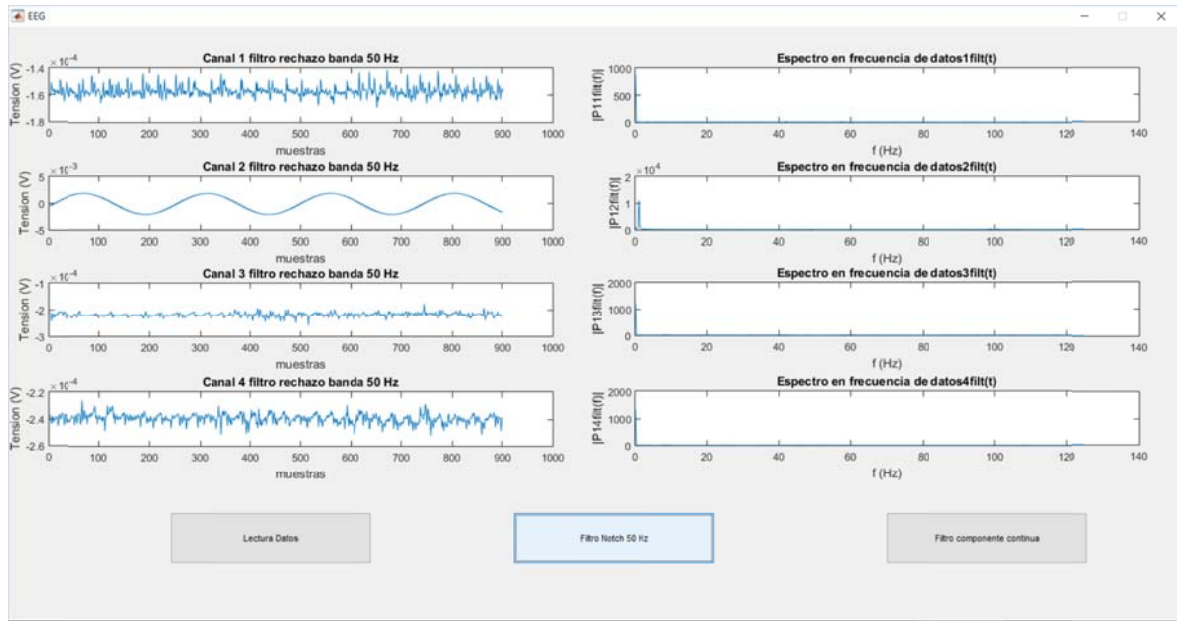 EEG
Canal 1 filtro rechazo banda 50 Hz
× 10-4
Tension (V)
-1.4
-1.6
-1.8
0 100 200 300 400 500 600 700 800 900 1000
muestras
Espectro en frecuencia de datos1filt(t)
|P11filt(f)|
1000
500
0
0 20 40 60 80 100 120 140
f (Hz)
Canal 2 filtro rechazo banda 50 Hz
× 10-3
Tension (V)
5
0
-5
0 100 200 300 400 500 600 700 800 900 1000
muestras
Espectro en frecuencia de datos2filt(t)
× 104
|P12filt(f)|
2
1
0
0 20 40 60 80 100 120 140
f (Hz)
Canal 3 filtro rechazo banda 50 Hz
× 10-4
Tension (V)
-1
-2
-3
0 100 200 300 400 500 600 700 800 900 1000
muestras
Espectro en frecuencia de datos3filt(t)
|P13filt(f)|
2000
1000
0
0 20 40 60 80 100 120 140
f (Hz)
Canal 4 filtro rechazo banda 50 Hz
× 10-4
Tension (V)
-2.2
-2.4
-2.6
0 100 200 300 400 500 600 700 800 900 1000
muestras
Espectro en frecuencia de datos4filt(t)
|P14filt(f)|
2000
1000
0
0 20 40 60 80 100 120 140
f (Hz)
Lectura Datos
Filtro Notch 50 Hz
Filtro componente continua